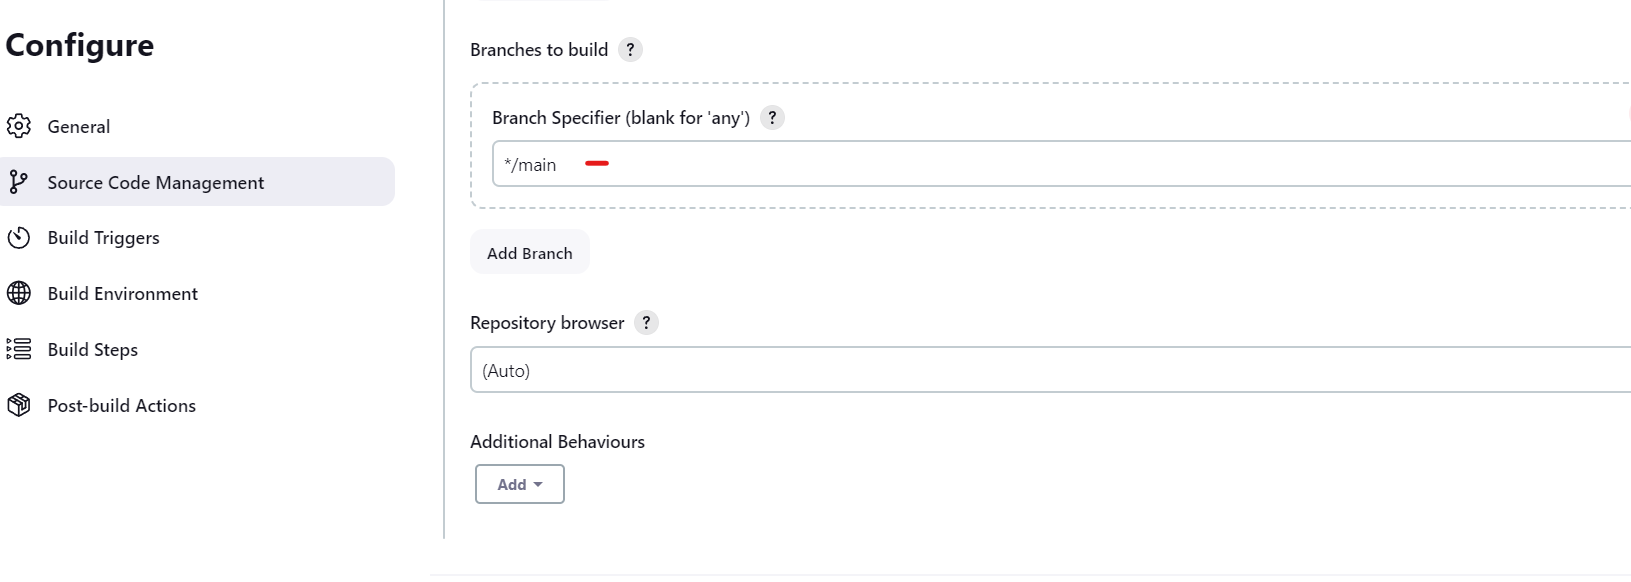 Configure
General
Source Code Management
Build Triggers
Build Environment
Build Steps
Post-build Actions
Branches to build ?
Branch Specifier (blank for 'any') ?
*/main
Add Branch
Repository browser ?
(Auto)
Additional Behaviours
Add